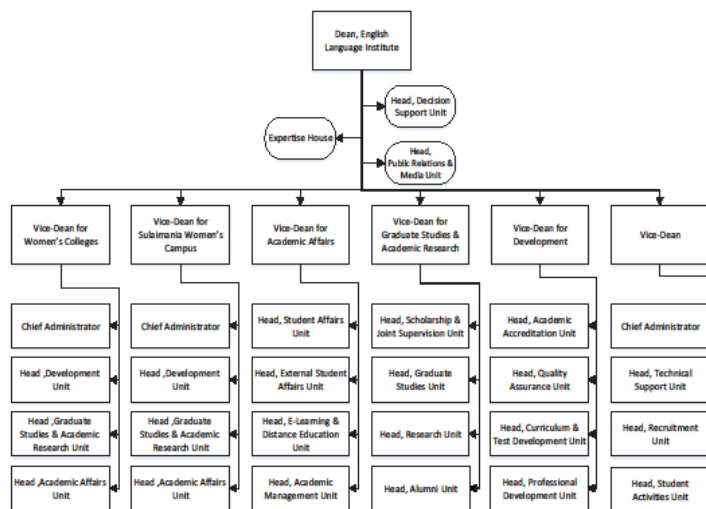 Dean, English
Language Institute
Head, Decision
Support Unit
Expertise House
Head,
Public Relations &
Media Unit
Vice-Dean for
Women's Colleges
Vice-Dean for
Sulaimania Women's
Campus
Vice-Dean for
Academic Affairs
Vice-Dean for
Graduate Studies &
Academic Research
Vice-Dean for
Development
Vice-Dean
Chief Administrator
Chief Administrator
Head, Student Affairs
Unit
Head, Scholarship &
Joint Supervision Unit
Head, Academic
Accreditation Unit
Chief Administrator
Head ,Development
Unit
Head ,Development
Unit
Head, External Student
Affairs Unit
Head, Graduate
Studies Unit
Head, Quality
Assurance Unit
Head, Technical
Support Unit
Head ,Graduate
Studies & Academic
Research Unit
Head ,Graduate
Studies & Academic
Research Unit
Head, E-Learning &
Distance Education
Unit
Head, Research Unit
Head, Curriculum &
Test Development Unit
Head, Recruitment
Unit
Head ,Academic Affairs
Unit
Head ,Academic Affairs
Unit
Head, Academic
Management Unit
Head, Alumni Unit
Head, Professional
Development Unit
Head, Student
Activities Unit